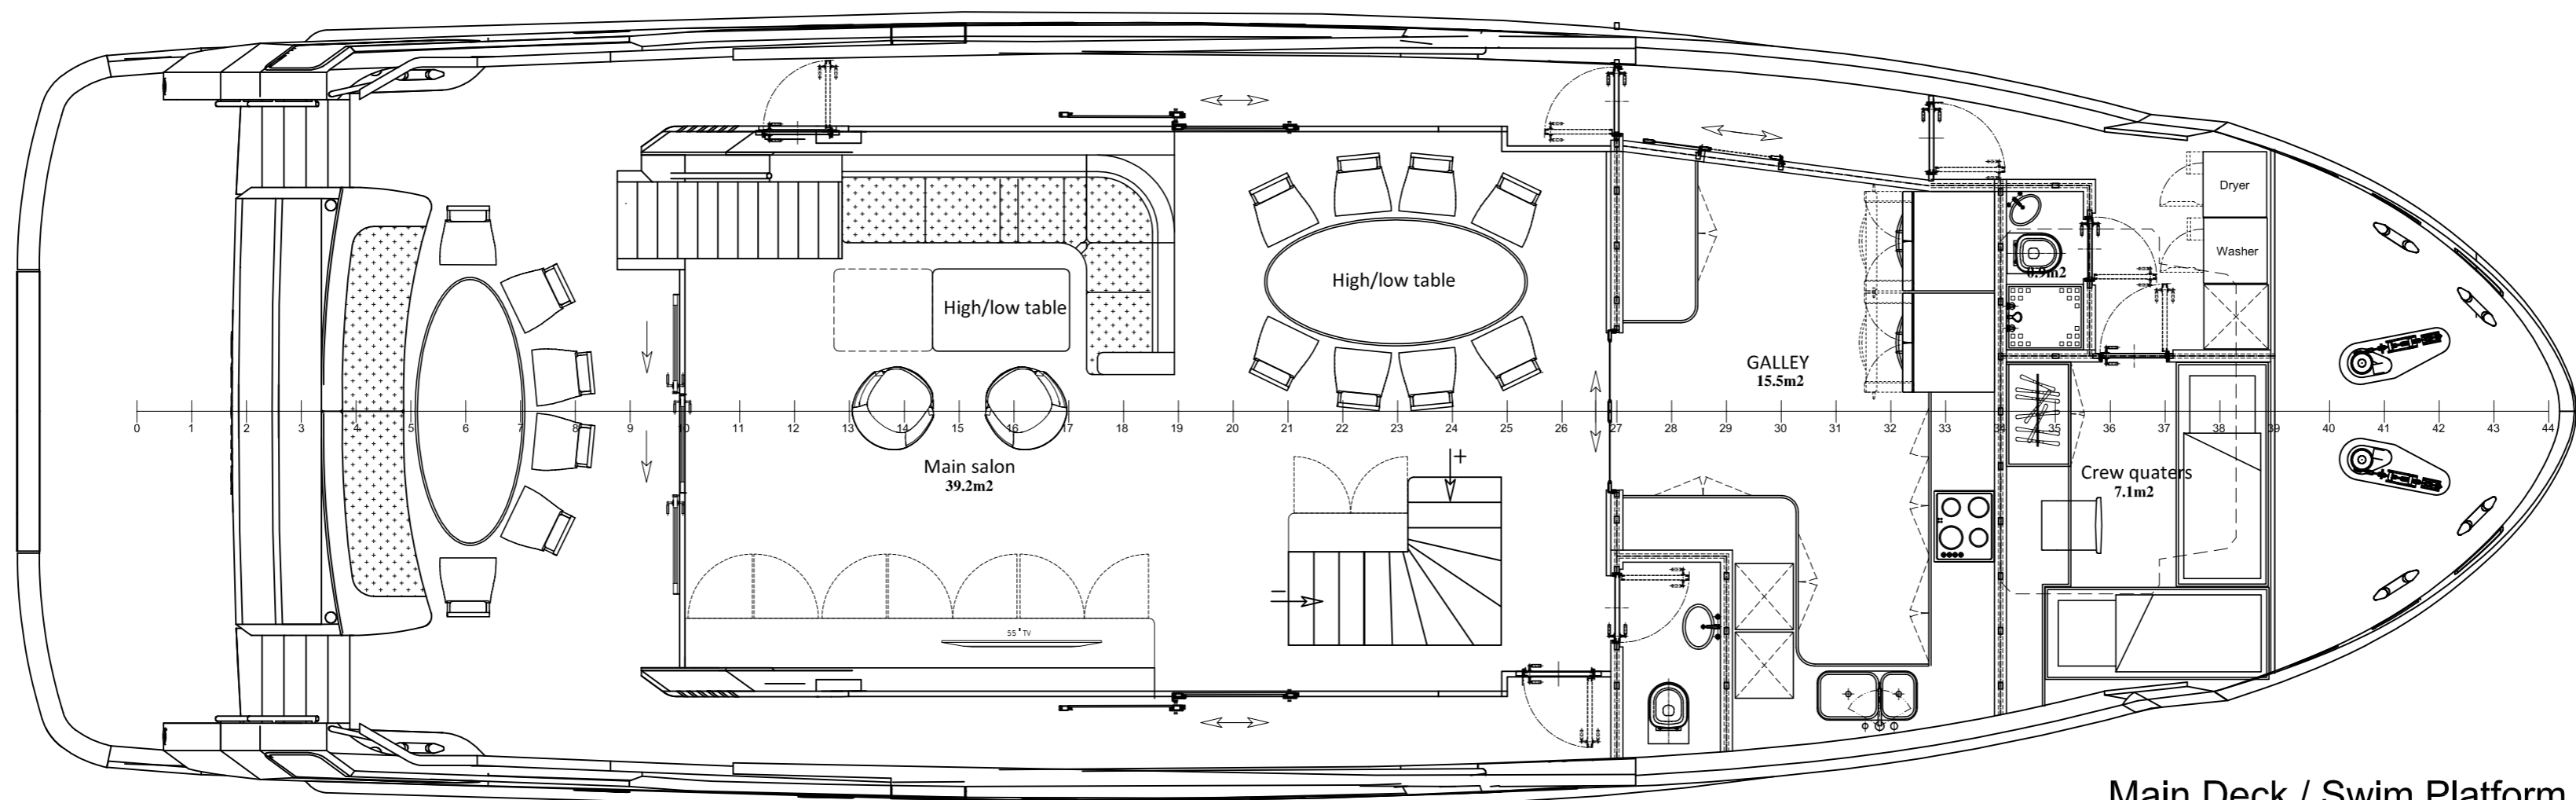 Dryer
Washer
0.9m2
High/low table
High/low table
GALLEY
15.5m2
0 1 2 3 4 5 6 7 8 9 10 11 12 13 14 15 16 17 18 19 20 21 22 23 24 25 26 27 28 29 30 31 32 33 34 35 36 37 38 39 40 41 42 43 44
Main salon
39.2m2
+
Crew quaters
7.1m2
−
55" TV
Main Deck / Swim Platform